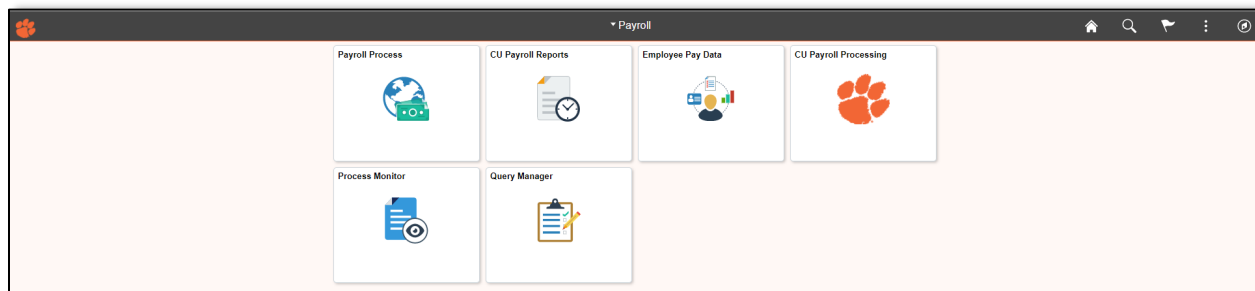 Payroll
Payroll Process
CU Payroll Reports
Employee Pay Data
CU Payroll Processing
Process Monitor
Query Manager